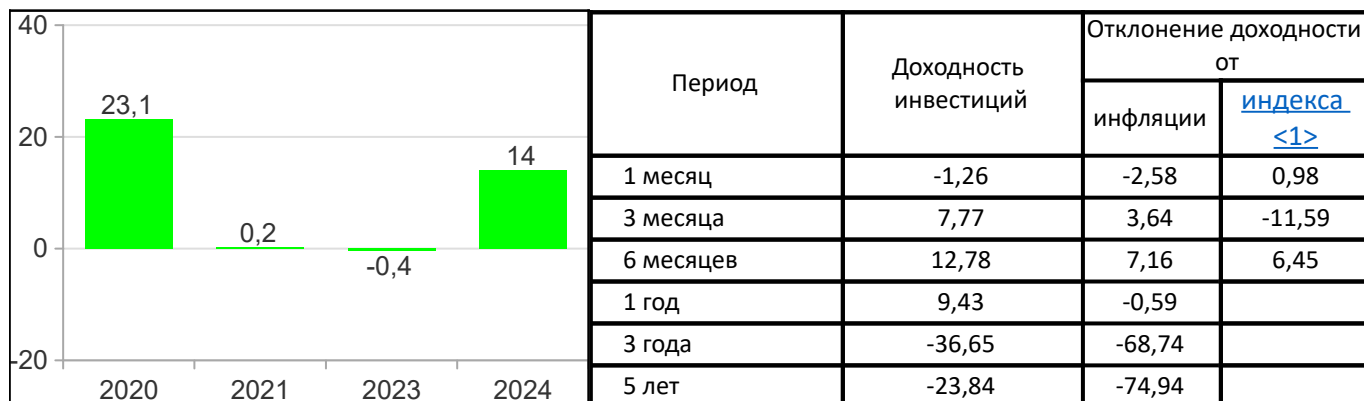 40
20
0
-20
23,1
0,2
-0,4
14
2020 2021 2023 2024
Период
Доходность
инвестиций
Отклонение доходности
от
инфляции
индекса
<1>
1 месяц -1,26 -2,58 0,98
3 месяца 7,77 3,64 -11,59
6 месяцев 12,78 7,16 6,45
1 год 9,43 -0,59
3 года -36,65 -68,74
5 лет -23,84 -74,94